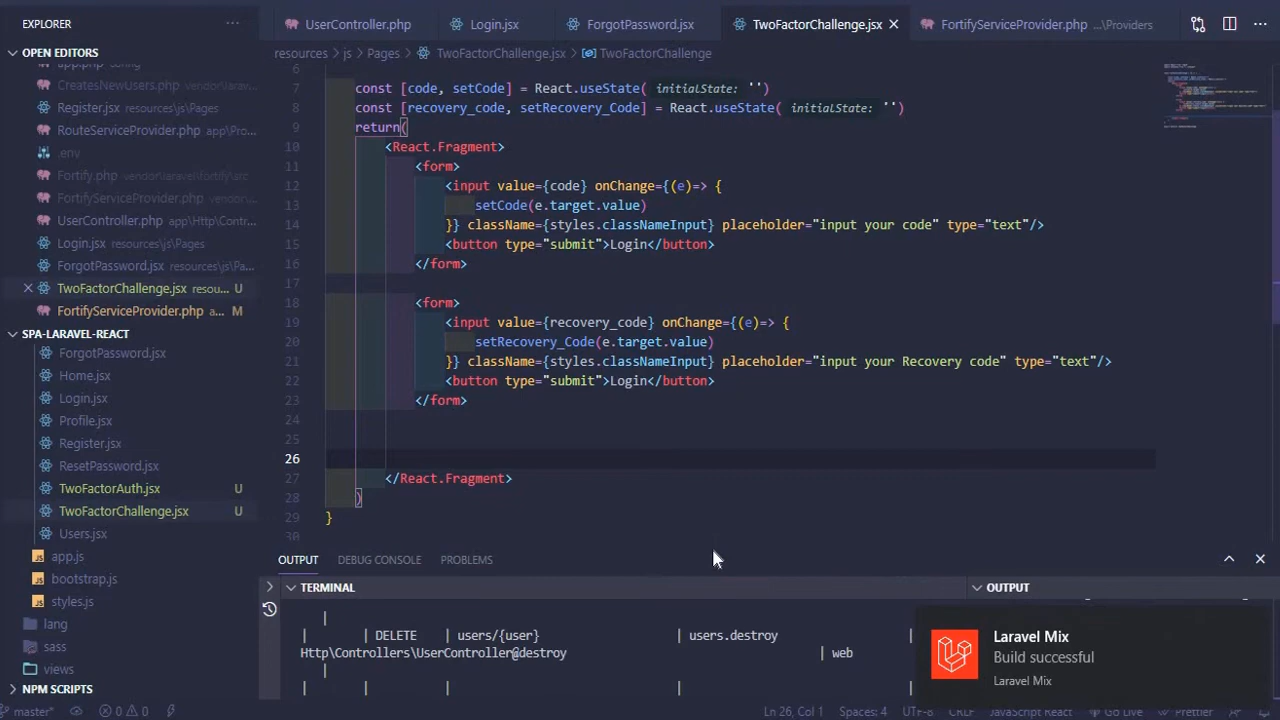 EXPLORER
UserController.php
Login.jsx
ForgotPassword.jsx
TwoFactorChallenge.jsx
FortifyServiceProvider.php ...\Providers
OPEN EDITORS
resources > js > Pages > TwoFactorChallenge.jsx > TwoFactorChallenge
CreatesNewUsers.php vendor\larav...
Register.jsx resources\js\Pages
RouteServiceProvider.php app\Pro...
.env
Fortify.php vendor\laravel\fortify\src
FortifyServiceProvider.php vendor\...
UserController.php app\Http\Contr...
Login.jsx resources\js\Pages
ForgotPassword.jsx resources\js\Pa...
TwoFactorChallenge.jsx resou... U
FortifyServiceProvider.php a... M
SPA-LARAVEL-REACT
ForgotPassword.jsx
Home.jsx
Login.jsx
Profile.jsx
Register.jsx
ResetPassword.jsx
TwoFactorAuth.jsx U
TwoFactorChallenge.jsx U
Users.jsx
app.js
bootstrap.js
styles.js
lang
sass
views
NPM SCRIPTS
6
7 const [code, setCode] = React.useState( initialState: '')
8 const [recovery_code, setRecovery_Code] = React.useState( initialState: '')
9 return(
10 <React.Fragment>
11 <form>
12 <input value={code} onChange={(e)=> {
13 setCode(e.target.value)
14 }} className={styles.classNameInput} placeholder="input your code" type="text"/>
15 <button type="submit">Login</button>
16 </form>
17
18 <form>
19 <input value={recovery_code} onChange={(e)=> {
20 setRecovery_Code(e.target.value)
21 }} className={styles.classNameInput} placeholder="input your Recovery code" type="text"/>
22 <button type="submit">Login</button>
23 </form>
24
25
26
27 </React.Fragment>
28 )
29 }
30
OUTPUT DEBUG CONSOLE PROBLEMS
TERMINAL
OUTPUT
|
| | DELETE | users/{user} | users.destroy |
Http\Controllers\UserController@destroy | web
|
| | | |
Laravel Mix
Build successful
Laravel Mix
master* 0 0 Ln 26, Col 1 Spaces: 4 UTF-8 CRLF JavaScript React Go Live Prettier